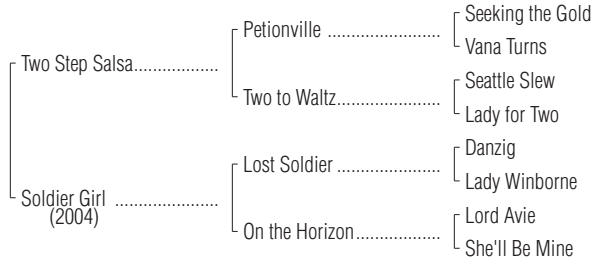 Seeking the Gold
Petionville ..................
Vana Turns
Two Step Salsa..................
Seattle Slew
Two to Waltz..................
Lady for Two
Danzig
Lost Soldier ..................
Lady Winborne
Soldier Girl ..................
(2004)
Lord Avie
On the Horizon..................
She'll Be Mine